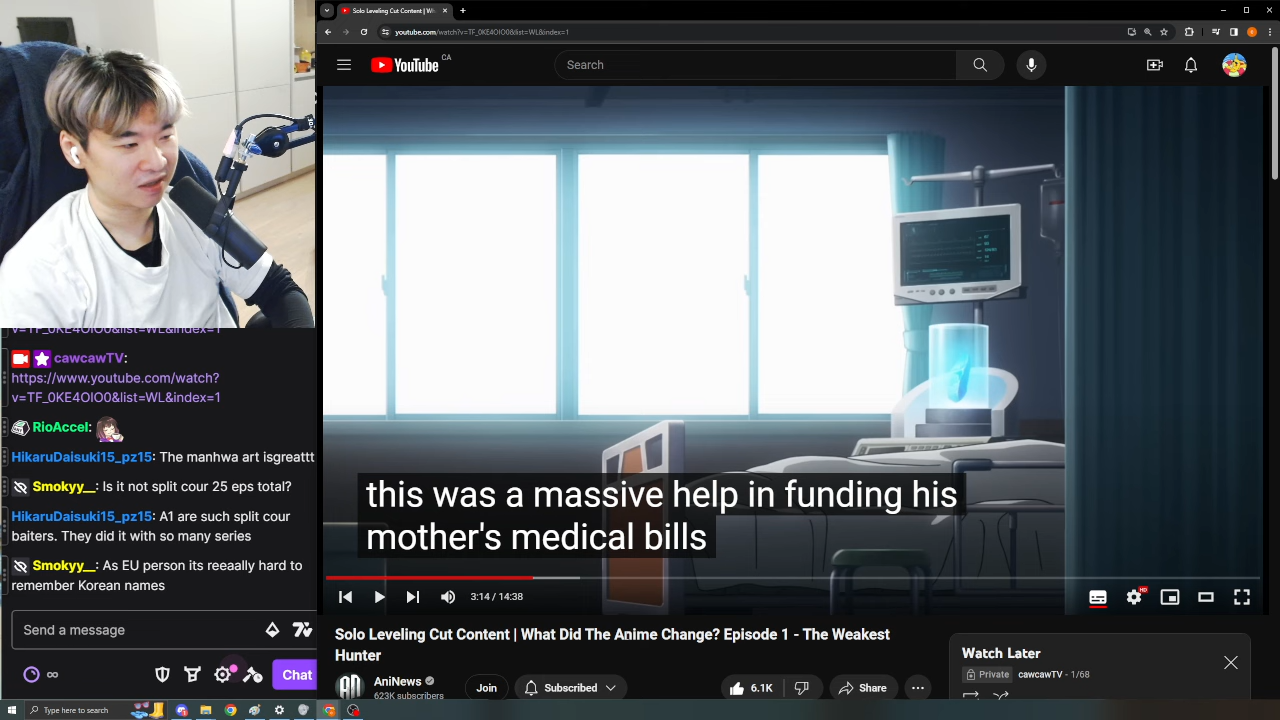 Solo Leveling Cut Content | Wh
youtube.com/watch?v=TF_0KE4OIO0&list=WL&index=1
YouTube CA
Search
this was a massive help in funding his
mother's medical bills
3:14 / 14:38
HD
Solo Leveling Cut Content | What Did The Anime Change? Episode 1 - The Weakest
Hunter
AniNews
623K subscribers
Join
Subscribed
6.1K
Share
Watch Later
Private cawcawTV - 1/68
v=TF_0KE4OIO0&list=WL&index=1
cawcawTV:
https://www.youtube.com/watch?
v=TF_0KE4OIO0&list=WL&index=1
RioAccel:
HikaruDaisuki15_pz15: The manhwa art isgreattt
Smokyy__: Is it not split cour 25 eps total?
HikaruDaisuki15_pz15: A1 are such split cour
baiters. They did it with so many series
Smokyy__: As EU person its reeaally hard to
remember Korean names
Send a message
∞
Chat
Type here to search